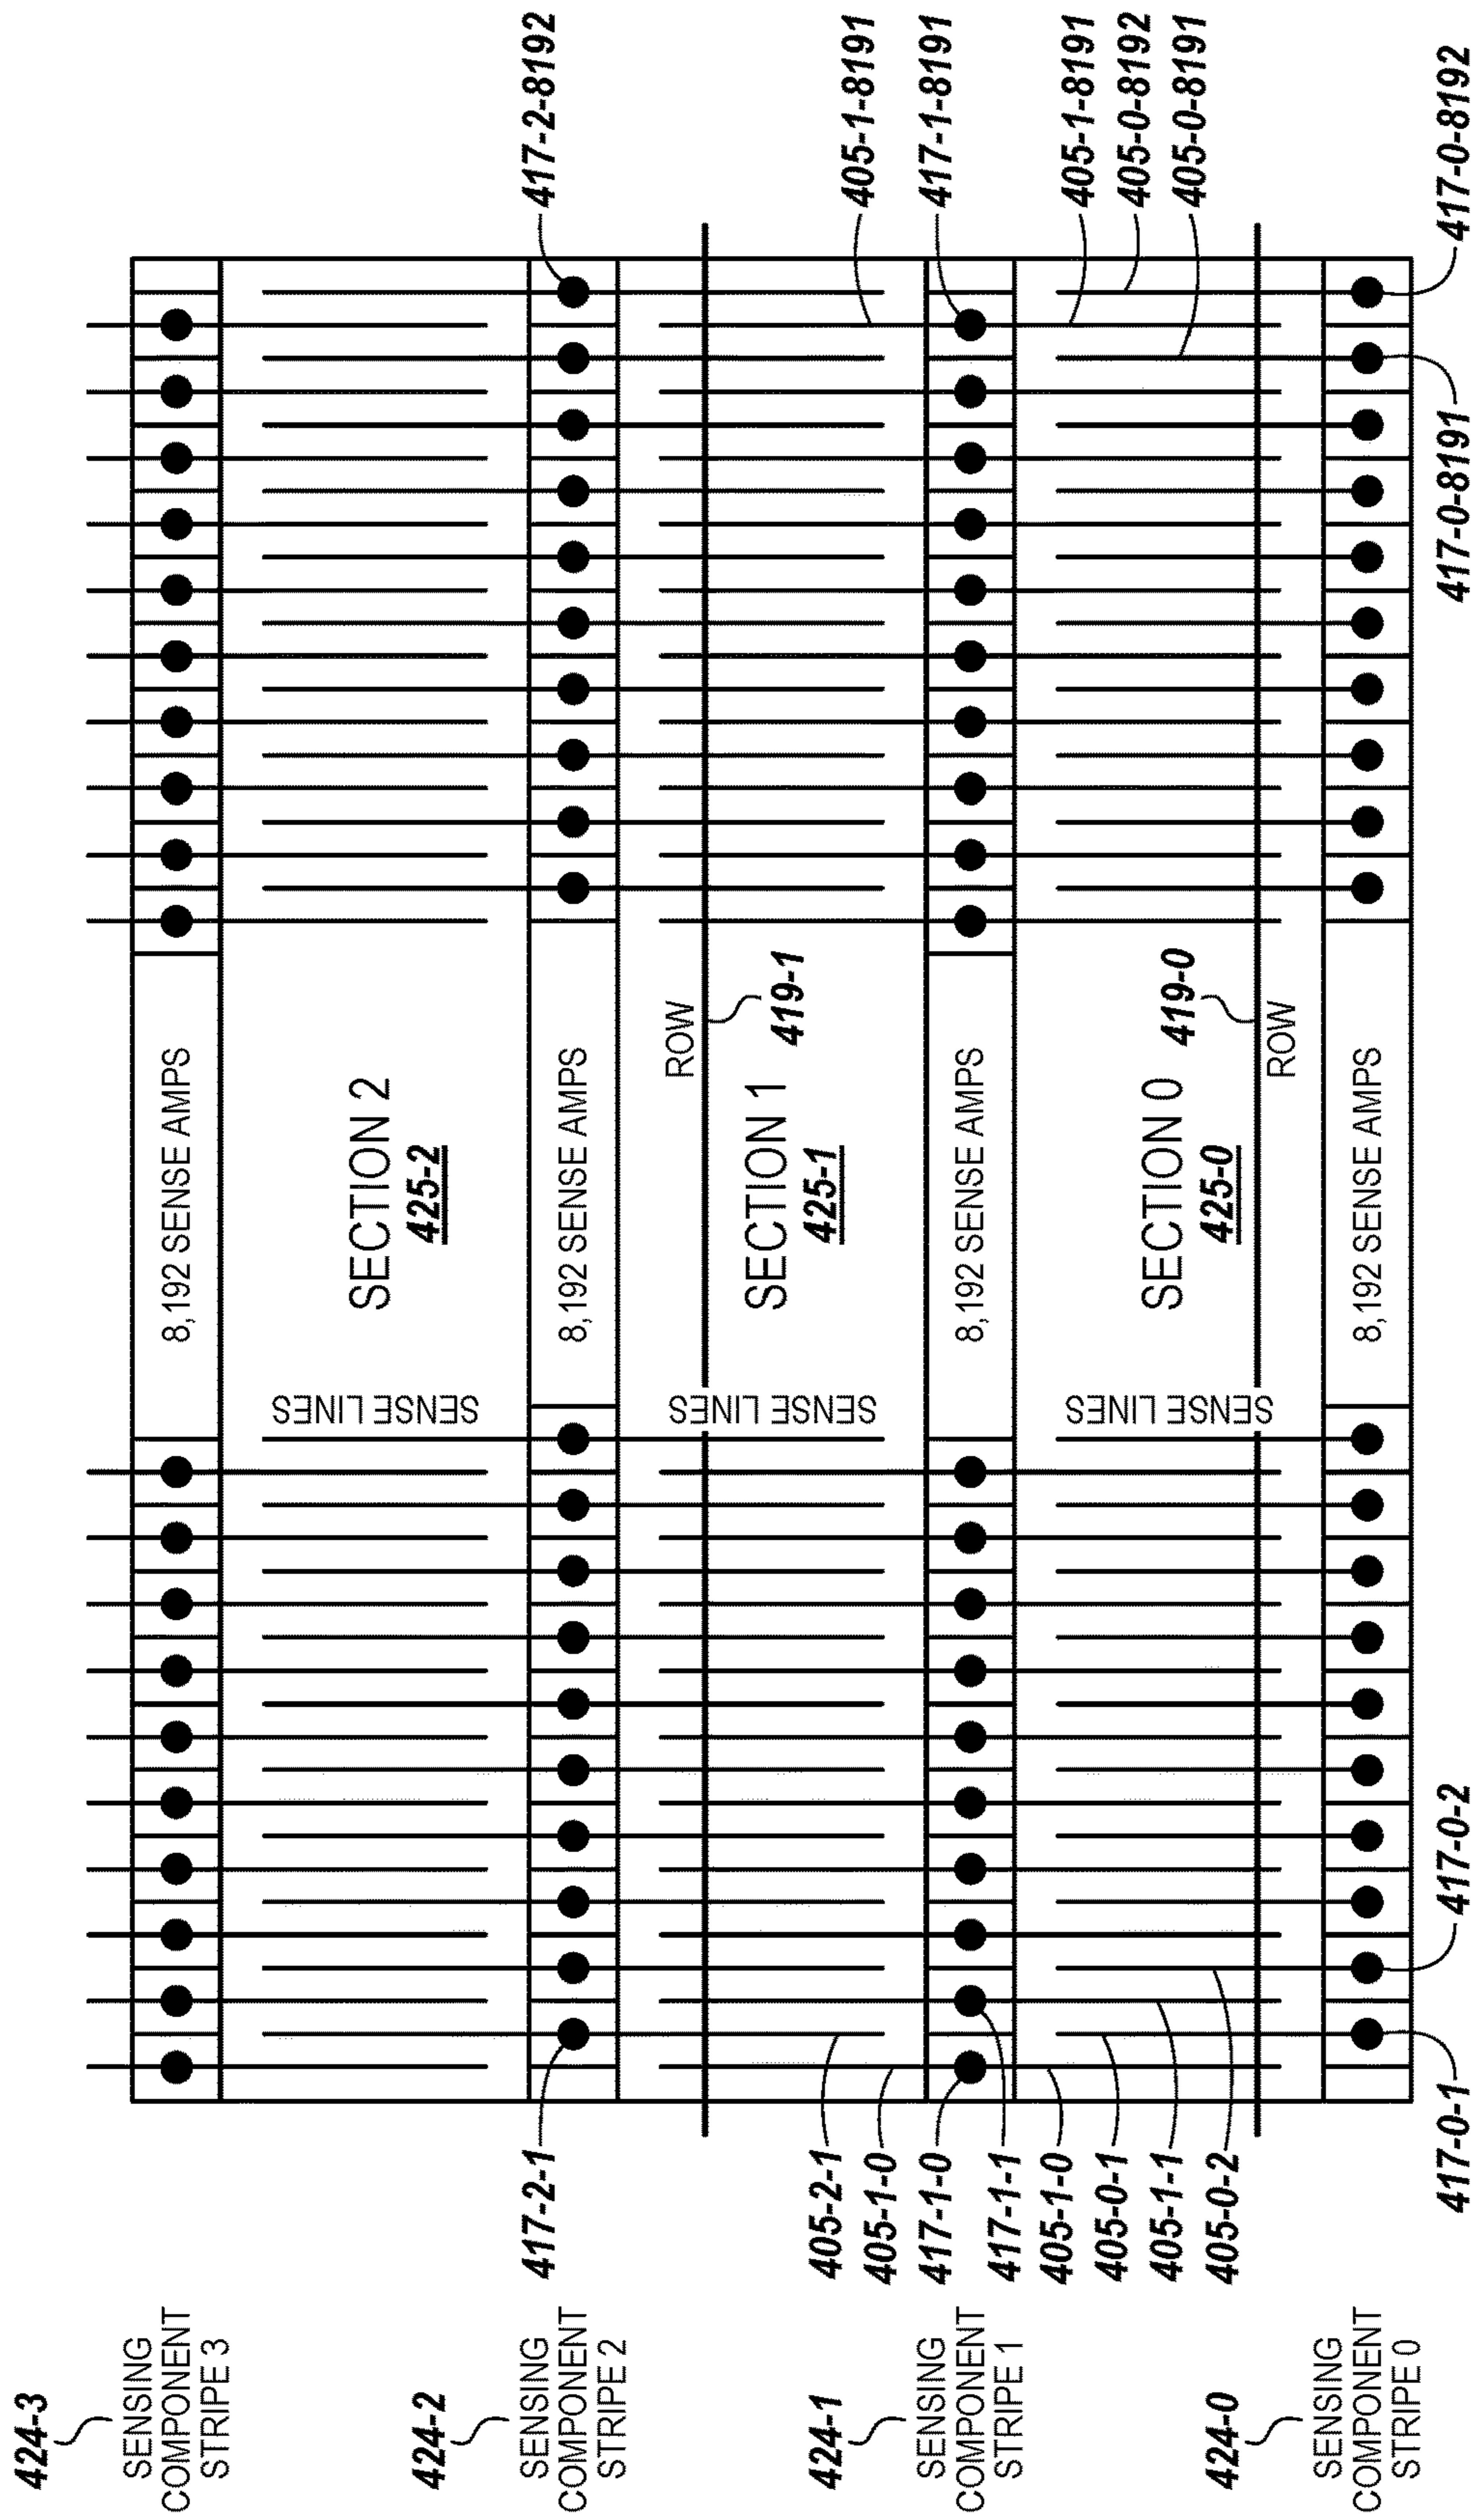 424-3
SENSING
COMPONENT
STRIPE 3
8,192 SENSE AMPS
SENSE LINES
SECTION 2
425-2
424-2
SENSING
COMPONENT
STRIPE 2
417-2-1
8,192 SENSE AMPS
417-2-8192
ROW
419-1
SENSE LINES
SECTION 1
425-1
405-2-1
405-1-0
405-1-8191
424-1
SENSING
COMPONENT
STRIPE 1
417-1-0
417-1-1
8,192 SENSE AMPS
417-1-8191
405-1-0
405-0-1
405-1-1
405-0-2
SENSE LINES
SECTION 0
425-0
419-0
ROW
405-1-8191
405-0-8192
405-0-8191
424-0
SENSING
COMPONENT
STRIPE 0
8,192 SENSE AMPS
417-0-1
417-0-2
417-0-8191
417-0-8192